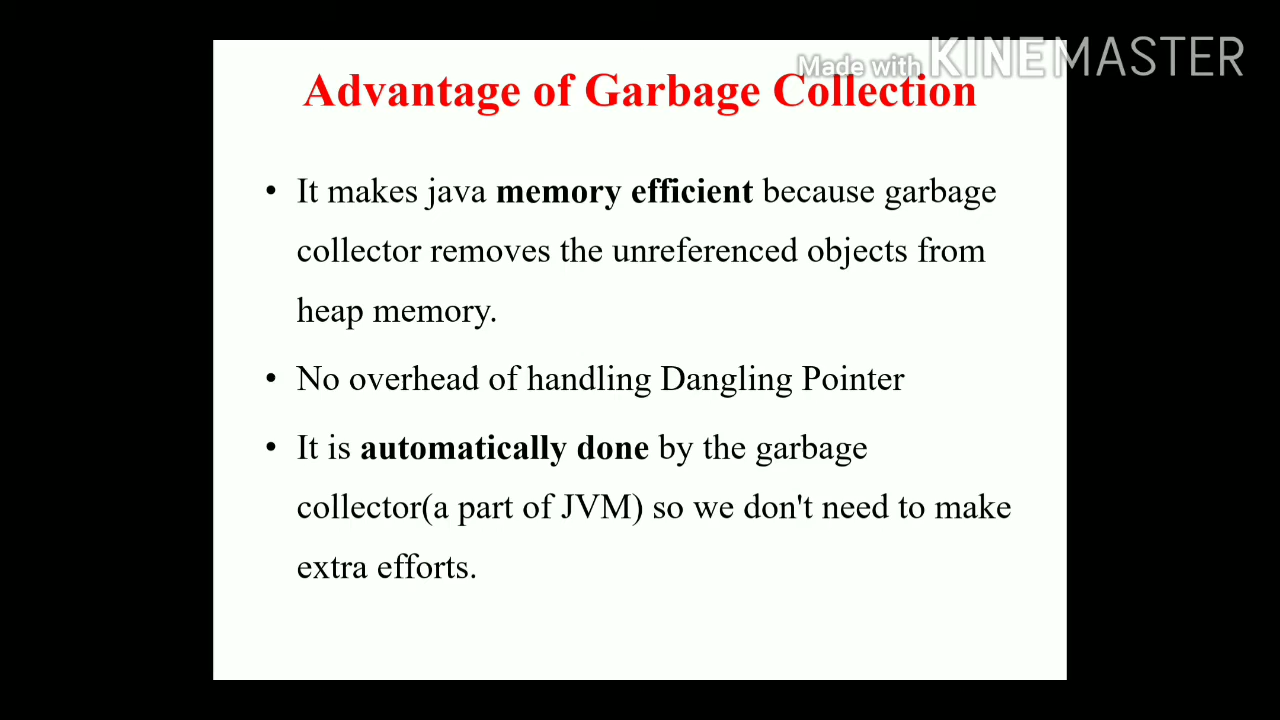 Made with KINEMASTER
Advantage of Garbage Collection
• It makes java memory efficient because garbage
collector removes the unreferenced objects from
heap memory.
• No overhead of handling Dangling Pointer
• It is automatically done by the garbage
collector(a part of JVM) so we don't need to make
extra efforts.